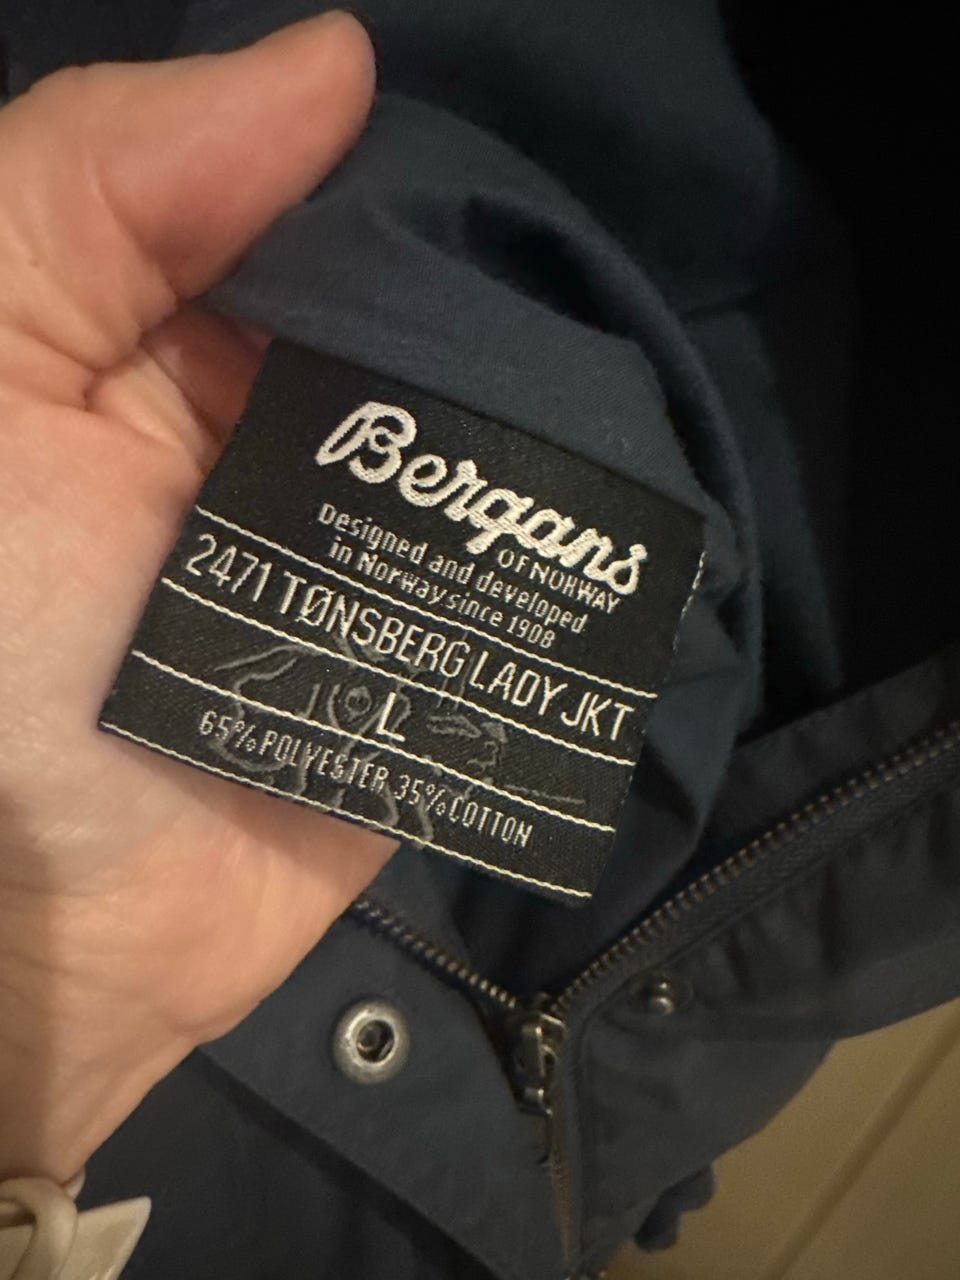 Bergans
OF NORWAY
Designed and developed
in Norway since 1908
2471 TØNSBERG LADY JKT
L
65% POLYESTER 35% COTTON